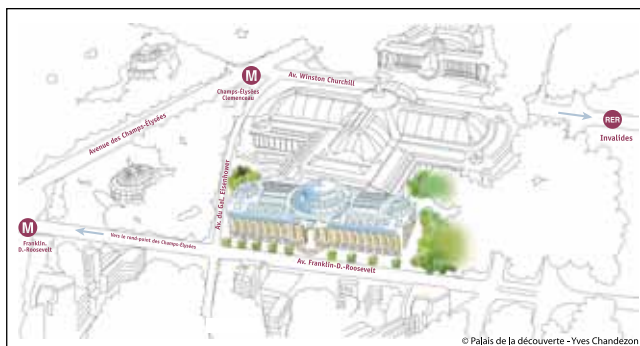 M
Av. Winston Churchill
Champs-Élysées
Clemenceau
RER
Invalides
Avenue des Champs-Élysées
Av. du Gal. Eisenhower
M
Franklin.
D.-Roosevelt
Vers le rond-point des Champs-Élysées
Av. Franklin-D.-Roosevelt
© Palais de la découverte - Yves Chandezon